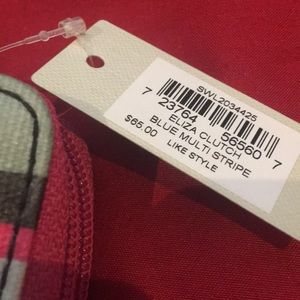 SWL2034425
7 23764 56560 7
ELIZA CLUTCH
BLUE MULTI STRIPE
$65.00
LIKE STYLE